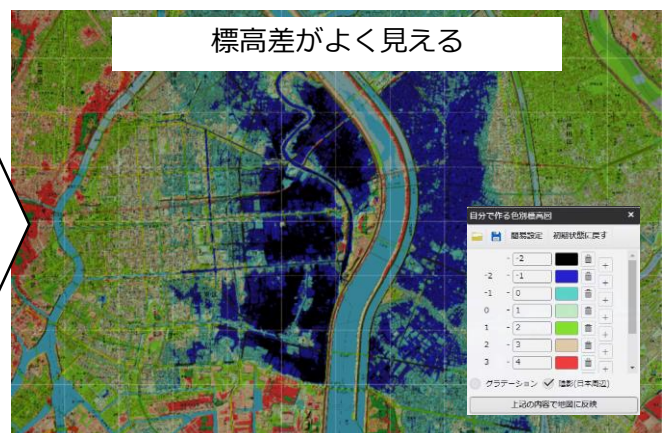 標高差がよく見える
自分で作る色別標高図 ×
簡易設定 初期状態に戻す
- -2
-2 - -1
-1 - 0
0 - 1
1 - 2
2 - 3
3 - 4
グラデーション 陰影(日本周辺)
上記の内容で地図に反映